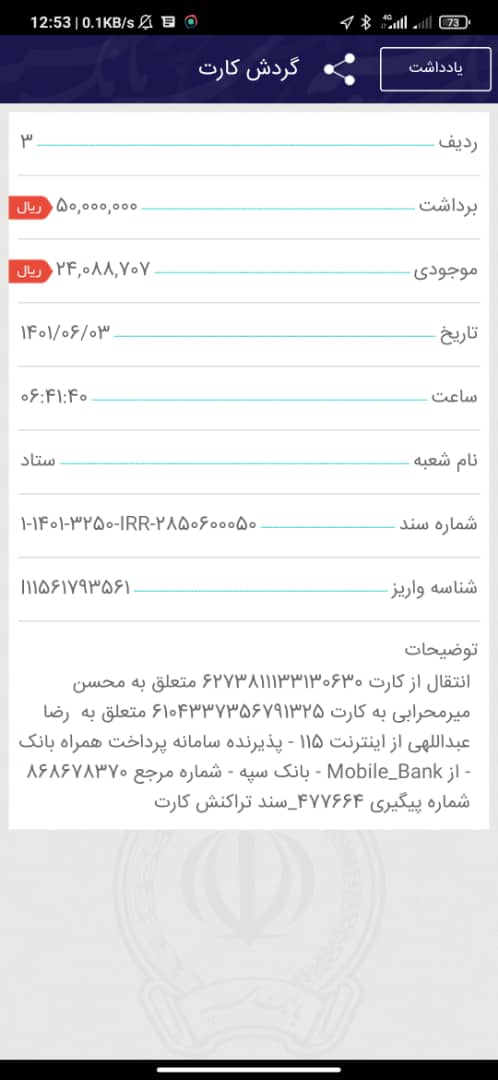 12:53 | 0.1KB/s
4G
73
گردش کارت
یادداشت
ردیف ۳
برداشت ۵۰,۰۰۰,۰۰۰ ریال
موجودی ۲۴,۰۸۸,۷۰۷ ریال
تاریخ ۱۴۰۱/۰۶/۰۳
ساعت ۰۶:۴۱:۴۰
نام شعبه ستاد
شماره سند ۱-۱۴۰۱-۳۲۵۰-IRR-۲۸۵۰۶۰۰۰۵۰
شناسه واریز ۱۱۱۵۶۱۷۹۳۵۶۱
توضیحات
انتقال از کارت ۶۲۷۳۸۱۱۱۳۳۱۳۰۶۳۰ متعلق به محسن
میرمحرابی به کارت ۶۱۰۴۳۳۷۳۵۶۷۹۱۳۲۵ متعلق به رضا
عبداللهی از اینترنت ۱۱۵ - پذیرنده سامانه پرداخت همراه بانک
- از Mobile_Bank - بانک سپه - شماره مرجع ۸۶۸۶۷۸۳۷۰
شماره پیگیری ۴۷۷۶۶۴_سند تراکنش کارت